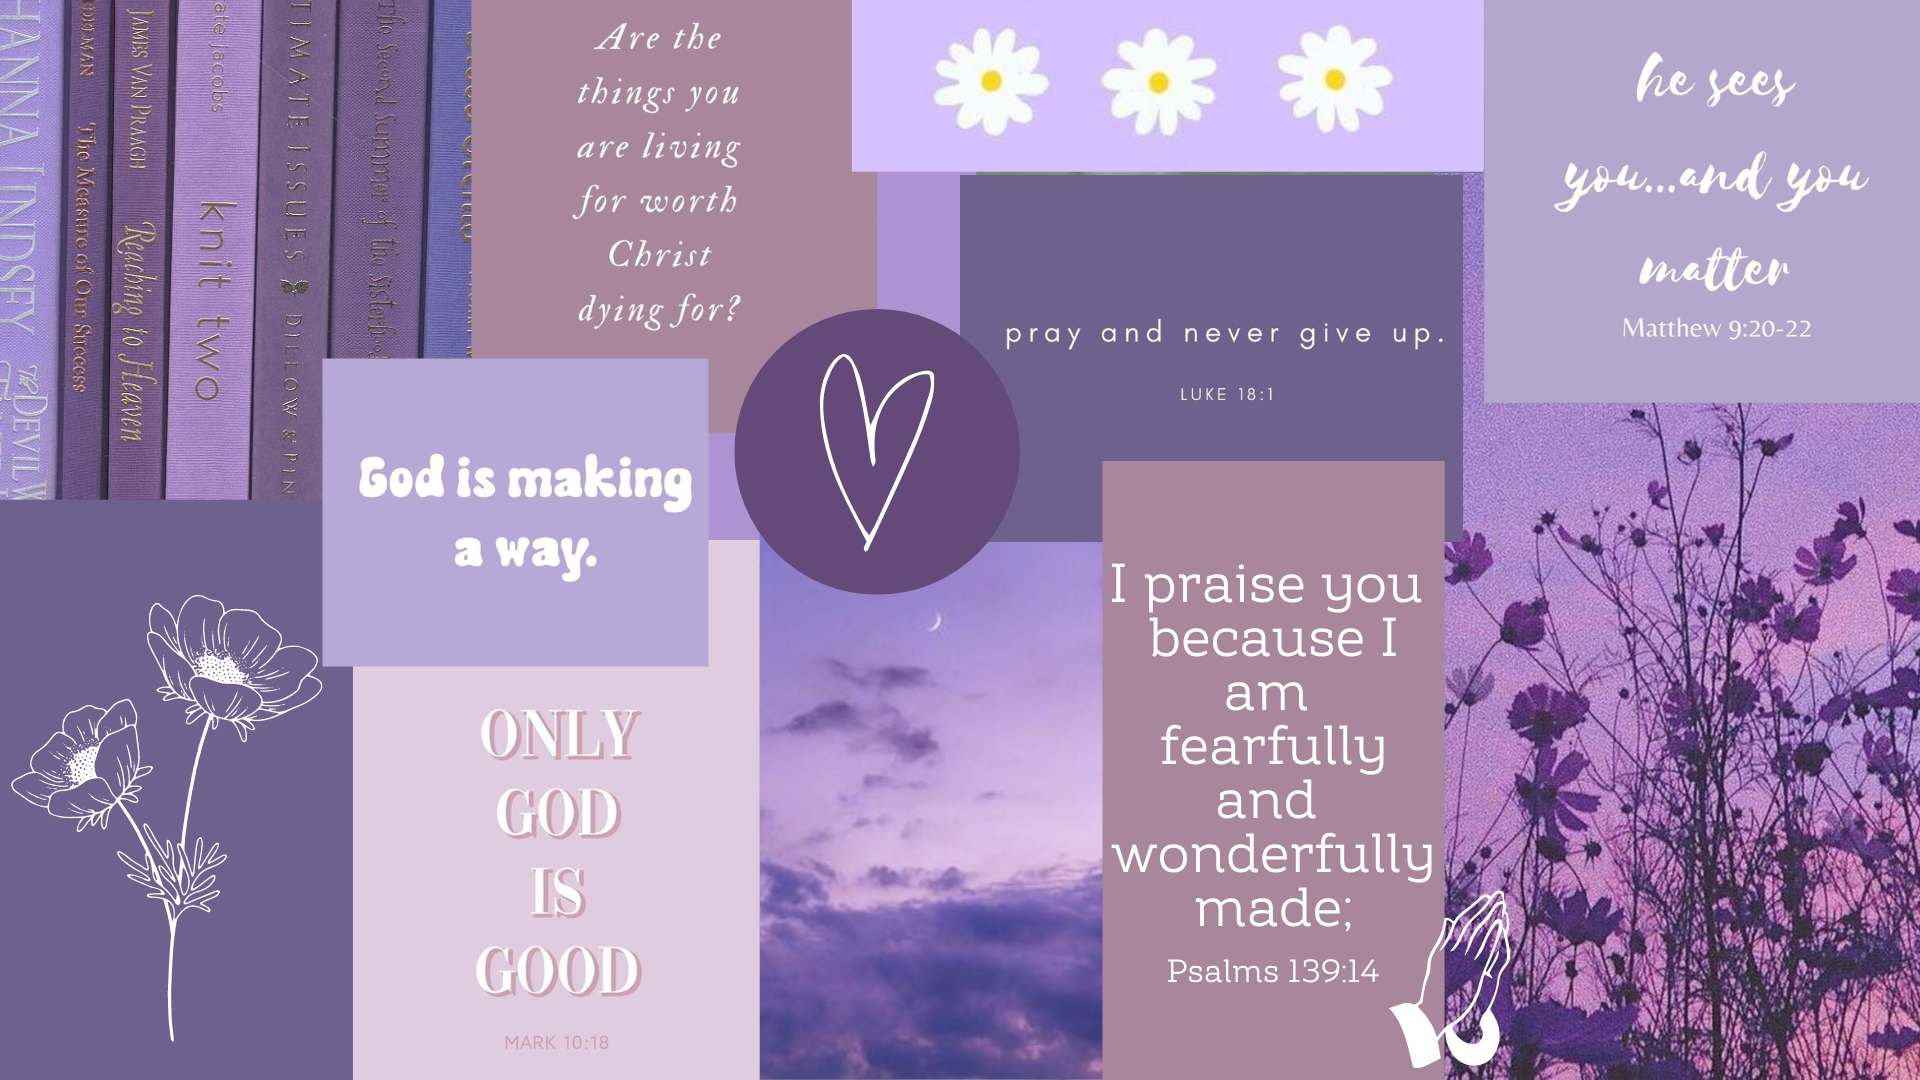 HANNA LINDSEY
The DEVIL
The Measure of Our Success
JAMES VAN PRAAGH Reaching to Heaven
ate jacobs knit two
TIMATE ISSUES DILLOW & PIN
The Second Summer of the Sisterhood
Are the
things you
are living
for worth
Christ
dying for?
he sees
you...and you
matter
Matthew 9:20-22
pray and never give up.
LUKE 18:1
God is making
a way.
ONLY
GOD
IS
GOOD
MARK 10:18
I praise you
because I
am
fearfully
and
wonderfully
made;
Psalms 139:14